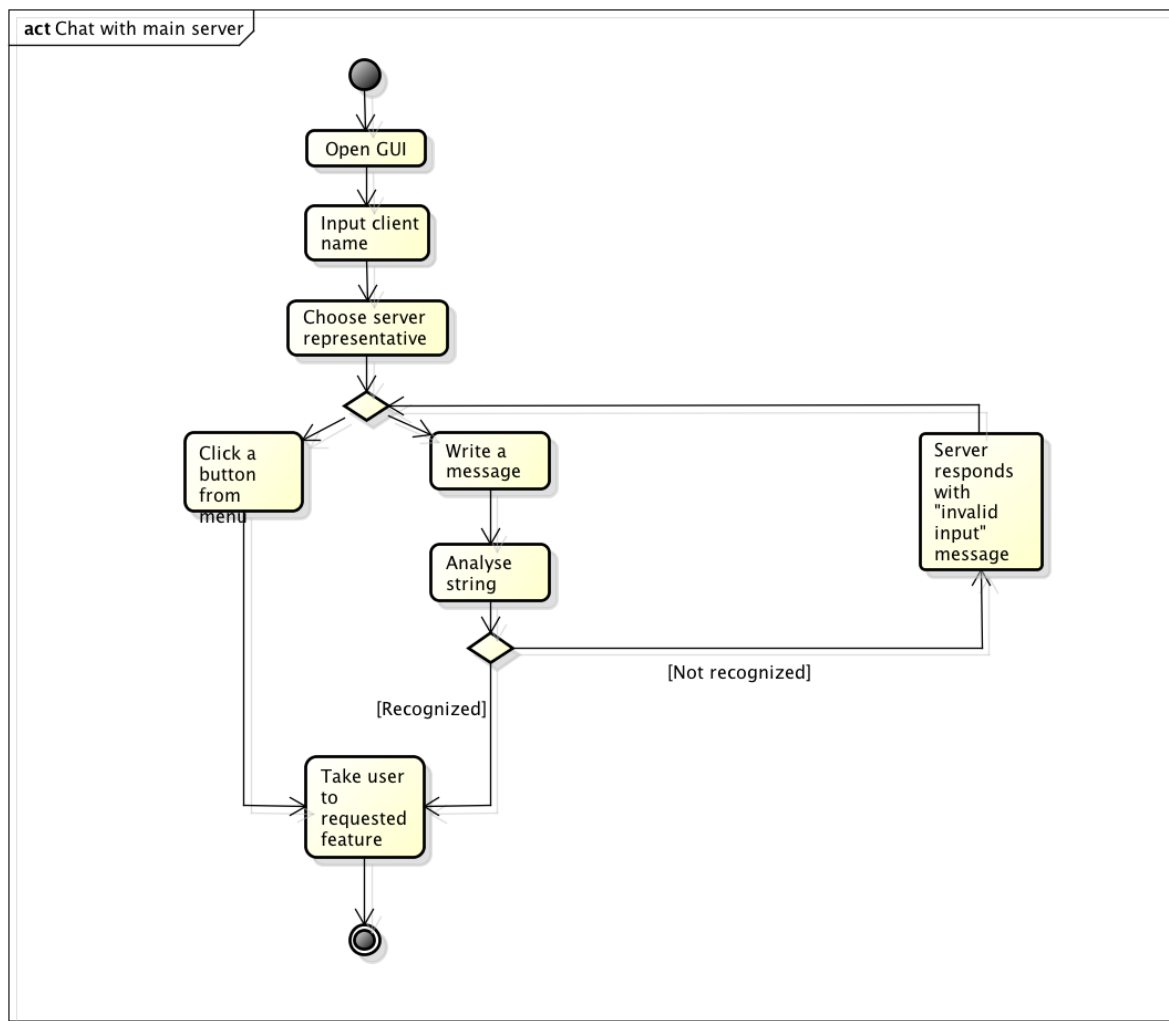 act Chat with main server
Open GUI
Input client
name
Choose server
representative
Click a
button
from
menu
Write a
message
Server
responds
with
"invalid
input"
message
Analyse
string
[Not recognized]
[Recognized]
Take user
to
requested
feature